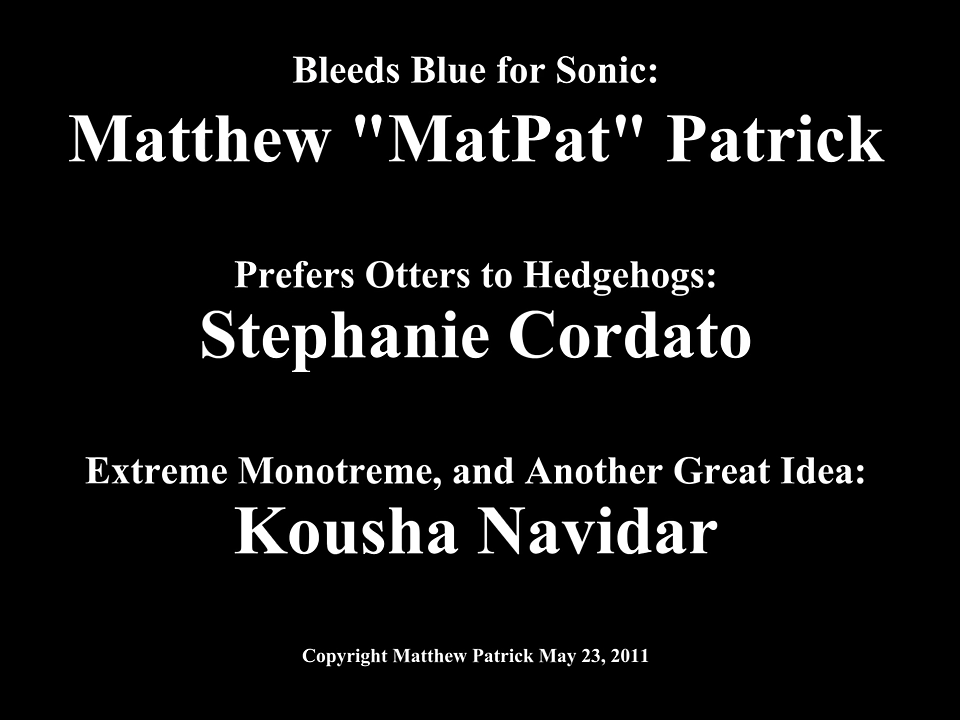 Bleeds Blue for Sonic:
Matthew "MatPat" Patrick
Prefers Otters to Hedgehogs:
Stephanie Cordato
Extreme Monotreme, and Another Great Idea:
Kousha Navidar
Copyright Matthew Patrick May 23, 2011